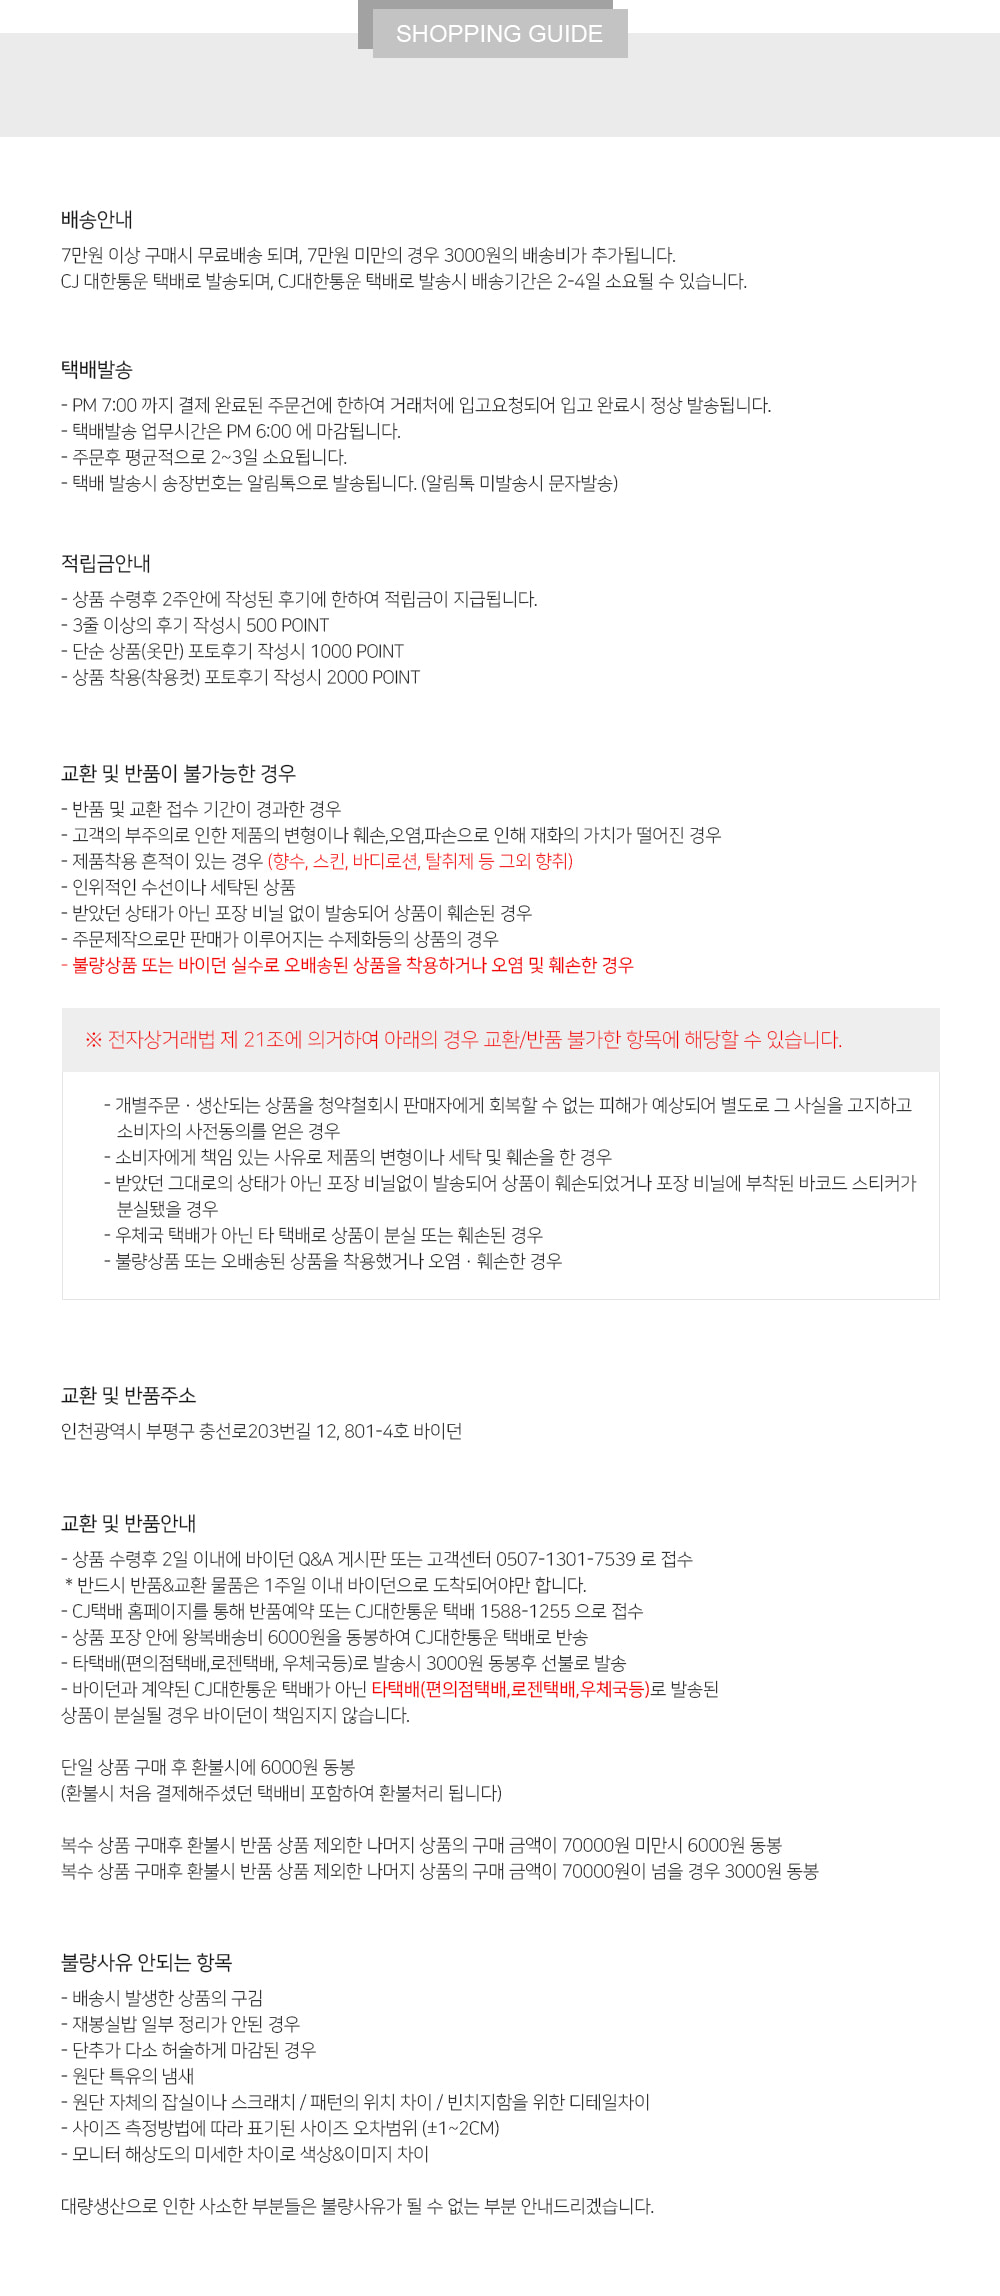 SHOPPING GUIDE
배송안내
7만원 이상 구매시 무료배송 되며, 7만원 미만의 경우 3000원의 배송비가 추가됩니다.
CJ 대한통운 택배로 발송되며, CJ대한통운 택배로 발송시 배송기간은 2-4일 소요될 수 있습니다.
택배발송
- PM 7:00 까지 결제 완료된 주문건에 한하여 거래처에 입고요청되어 입고 완료시 정상 발송됩니다.
- 택배발송 업무시간은 PM 6:00 에 마감됩니다.
- 주문후 평균적으로 2~3일 소요됩니다.
- 택배 발송시 송장번호는 알림톡으로 발송됩니다. (알림톡 미발송시 문자발송)
적립금안내
- 상품 수령후 2주안에 작성된 후기에 한하여 적립금이 지급됩니다.
- 3줄 이상의 후기 작성시 500 POINT
- 단순 상품(옷만) 포토후기 작성시 1000 POINT
- 상품 착용(착용컷) 포토후기 작성시 2000 POINT
교환 및 반품이 불가능한 경우
- 반품 및 교환 접수 기간이 경과한 경우
- 고객의 부주의로 인한 제품의 변형이나 훼손,오염,파손으로 인해 재화의 가치가 떨어진 경우
- 제품착용 흔적이 있는 경우 (향수, 스킨, 바디로션, 탈취제 등 그외 향취)
- 인위적인 수선이나 세탁된 상품
- 받았던 상태가 아닌 포장 비닐 없이 발송되어 상품이 훼손된 경우
- 주문제작으로만 판매가 이루어지는 수제화등의 상품의 경우
- 불량상품 또는 바이던 실수로 오배송된 상품을 착용하거나 오염 및 훼손한 경우
※ 전자상거래법 제 21조에 의거하여 아래의 경우 교환/반품 불가한 항목에 해당할 수 있습니다.
- 개별주문 · 생산되는 상품을 청약철회시 판매자에게 회복할 수 없는 피해가 예상되어 별도로 그 사실을 고지하고
소비자의 사전동의를 얻은 경우
- 소비자에게 책임 있는 사유로 제품의 변형이나 세탁 및 훼손을 한 경우
- 받았던 그대로의 상태가 아닌 포장 비닐없이 발송되어 상품이 훼손되었거나 포장 비닐에 부착된 바코드 스티커가
분실됐을 경우
- 우체국 택배가 아닌 타 택배로 상품이 분실 또는 훼손된 경우
- 불량상품 또는 오배송된 상품을 착용했거나 오염 · 훼손한 경우
교환 및 반품주소
인천광역시 부평구 충선로203번길 12, 801-4호 바이던
교환 및 반품안내
- 상품 수령후 2일 이내에 바이던 Q&A 게시판 또는 고객센터 0507-1301-7539 로 접수
* 반드시 반품&교환 물품은 1주일 이내 바이던으로 도착되어야만 합니다.
- CJ택배 홈페이지를 통해 반품예약 또는 CJ대한통운 택배 1588-1255 으로 접수
- 상품 포장 안에 왕복배송비 6000원을 동봉하여 CJ대한통운 택배로 반송
- 타택배(편의점택배,로젠택배, 우체국등)로 발송시 3000원 동봉후 선불로 발송
- 바이던과 계약된 CJ대한통운 택배가 아닌 타택배(편의점택배,로젠택배,우체국등)로 발송된
상품이 분실될 경우 바이던이 책임지지 않습니다.
단일 상품 구매 후 환불시에 6000원 동봉
(환불시 처음 결제해주셨던 택배비 포함하여 환불처리 됩니다)
복수 상품 구매후 환불시 반품 상품 제외한 나머지 상품의 구매 금액이 70000원 미만시 6000원 동봉
복수 상품 구매후 환불시 반품 상품 제외한 나머지 상품의 구매 금액이 70000원이 넘을 경우 3000원 동봉
불량사유 안되는 항목
- 배송시 발생한 상품의 구김
- 재봉실밥 일부 정리가 안된 경우
- 단추가 다소 허술하게 마감된 경우
- 원단 특유의 냄새
- 원단 자체의 잡실이나 스크래치 / 패턴의 위치 차이 / 빈치지함을 위한 디테일차이
- 사이즈 측정방법에 따라 표기된 사이즈 오차범위 (±1~2CM)
- 모니터 해상도의 미세한 차이로 색상&이미지 차이
대량생산으로 인한 사소한 부분들은 불량사유가 될 수 없는 부분 안내드리겠습니다.